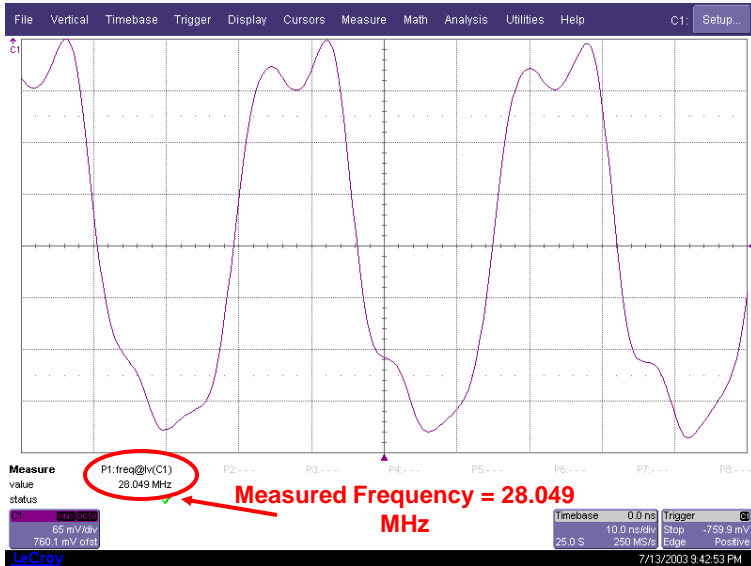 File Vertical Timebase Trigger Display Cursors Measure Math Analysis Utilities Help C1: Setup...
C1
Measure P1:freq@lv(C1) P2:--- P3:--- P4:--- P5:--- P6:--- P7:--- P8:---
value 28.049 MHz
status
Measured Frequency = 28.049
MHz
C1
65 mV/div
760.1 mV ofst
Timebase 0.0 ns
10.0 ns/div
25.0 S 250 MS/s
Trigger C1
Stop -759.9 mV
Edge Positive
LeCroy 7/13/2003 9:42:53 PM